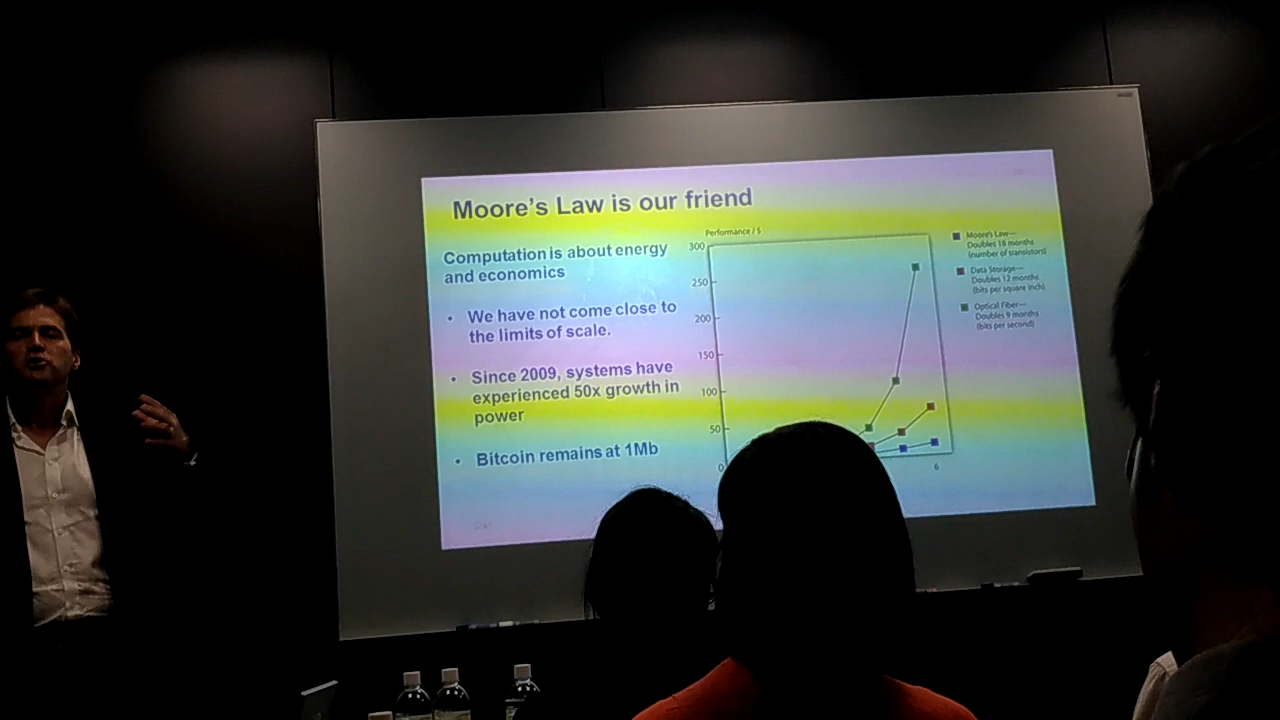 Moore's Law is our friend
Computation is about energy
and economics
• We have not come close to
the limits of scale.
• Since 2009, systems have
experienced 50x growth in
power
• Bitcoin remains at 1Mb
Performance / $
300
250
200
150
100
50
0
6
Moore's Law—
Doubles 18 months
(number of transistors)
Data Storage—
Doubles 12 months
(bits per square inch)
Optical Fiber—
Doubles 9 months
(bits per second)